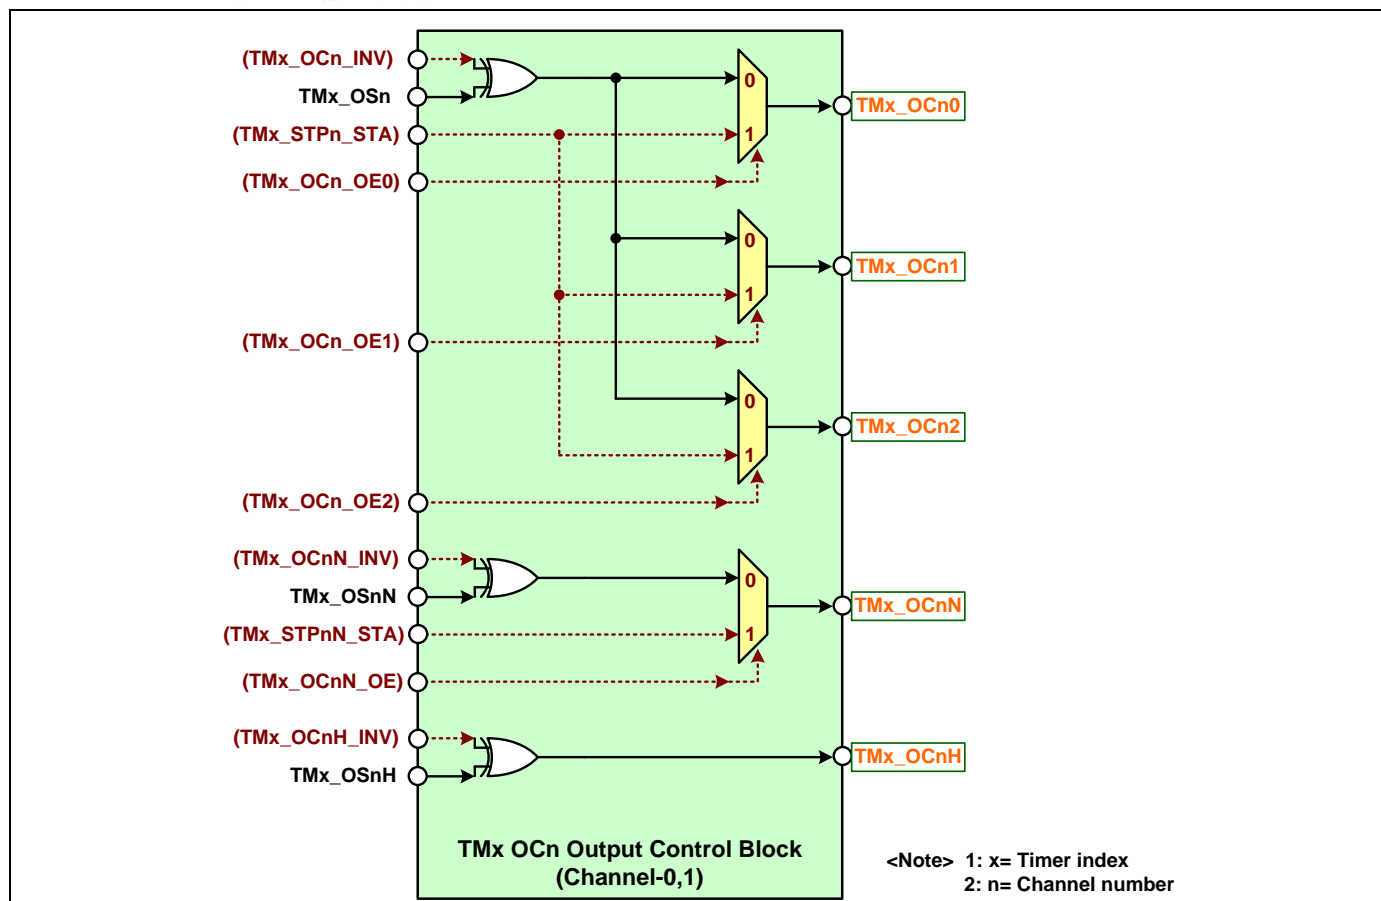 (TMx_OCn_INV)
TMx_OSn
(TMx_STPn_STA)
(TMx_OCn_OE0)
0
1
TMx_OCn0
(TMx_OCn_OE1)
0
1
TMx_OCn1
(TMx_OCn_OE2)
0
1
TMx_OCn2
(TMx_OCnN_INV)
TMx_OSnN
(TMx_STPnN_STA)
(TMx_OCnN_OE)
0
1
TMx_OCnN
(TMx_OCnH_INV)
TMx_OSnH
TMx_OCnH
TMx OCn Output Control Block
(Channel-0,1)
<Note> 1: x= Timer index
2: n= Channel number